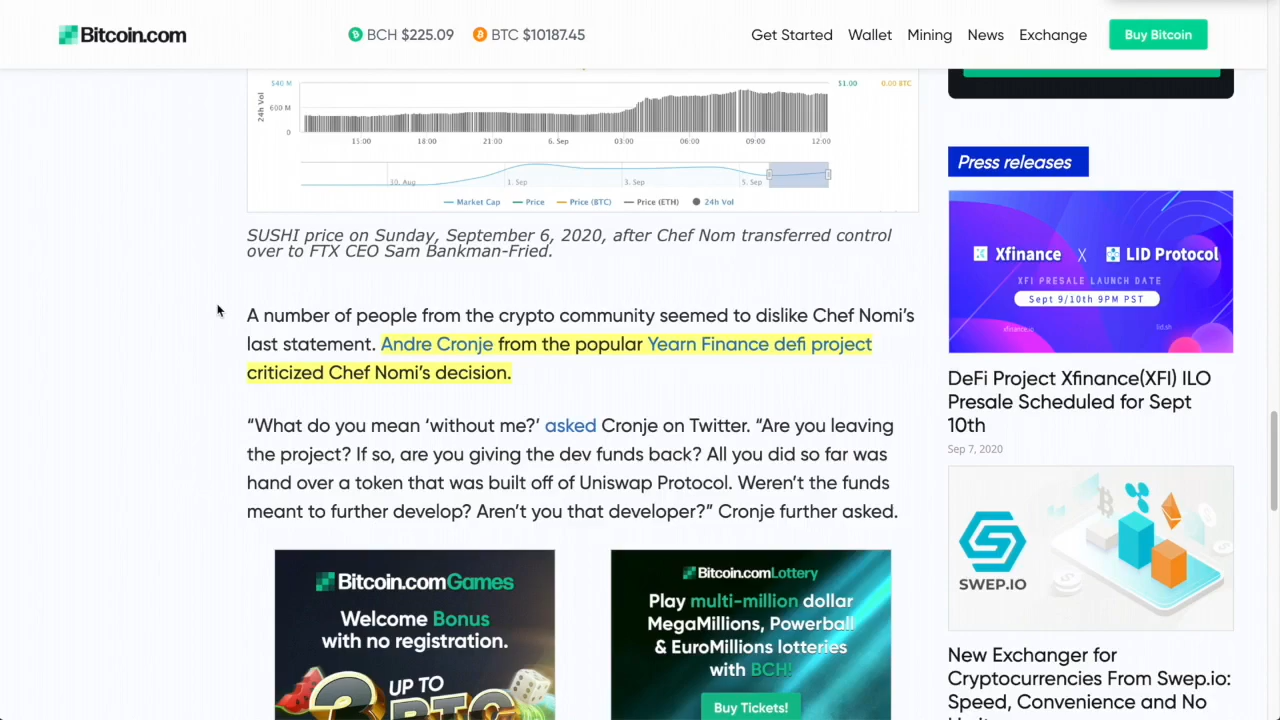 Bitcoin.com
BCH $225.09
BTC $10187.45
Get Started
Wallet
Mining
News
Exchange
Buy Bitcoin
$40 M
$1.00
0.00 BTC
24h Vol
600 M
0
15:00
18:00
21:00
6. Sep
03:00
06:00
09:00
12:00
10. Aug
1. Sep
3. Sep
5. Sep
Market Cap
Price
Price (BTC)
Price (ETH)
24h Vol
SUSHI price on Sunday, September 6, 2020, after Chef Nom transferred control
over to FTX CEO Sam Bankman-Fried.
A number of people from the crypto community seemed to dislike Chef Nomi’s
last statement. Andre Cronje from the popular Yearn Finance defi project
criticized Chef Nomi’s decision.
“What do you mean ‘without me?’ asked Cronje on Twitter. “Are you leaving
the project? If so, are you giving the dev funds back? All you did so far was
hand over a token that was built off of Uniswap Protocol. Weren’t the funds
meant to further develop? Aren’t you that developer?” Cronje further asked.
Bitcoin.com Games
Welcome Bonus
with no registration.
UP TO
3 BTC
Bitcoin.com Lottery
Play multi-million dollar
MegaMillions, Powerball
& EuroMillions lotteries
with BCH!
Buy Tickets!
Press releases
Xfinance X LID Protocol
XFI PRESALE LAUNCH DATE
Sept 9/10th 9PM PST
xfinance.io
lid.sh
DeFi Project Xfinance(XFI) ILO
Presale Scheduled for Sept
10th
Sep 7, 2020
SWEP.IO
New Exchanger for
Cryptocurrencies From Swep.io:
Speed, Convenience and No